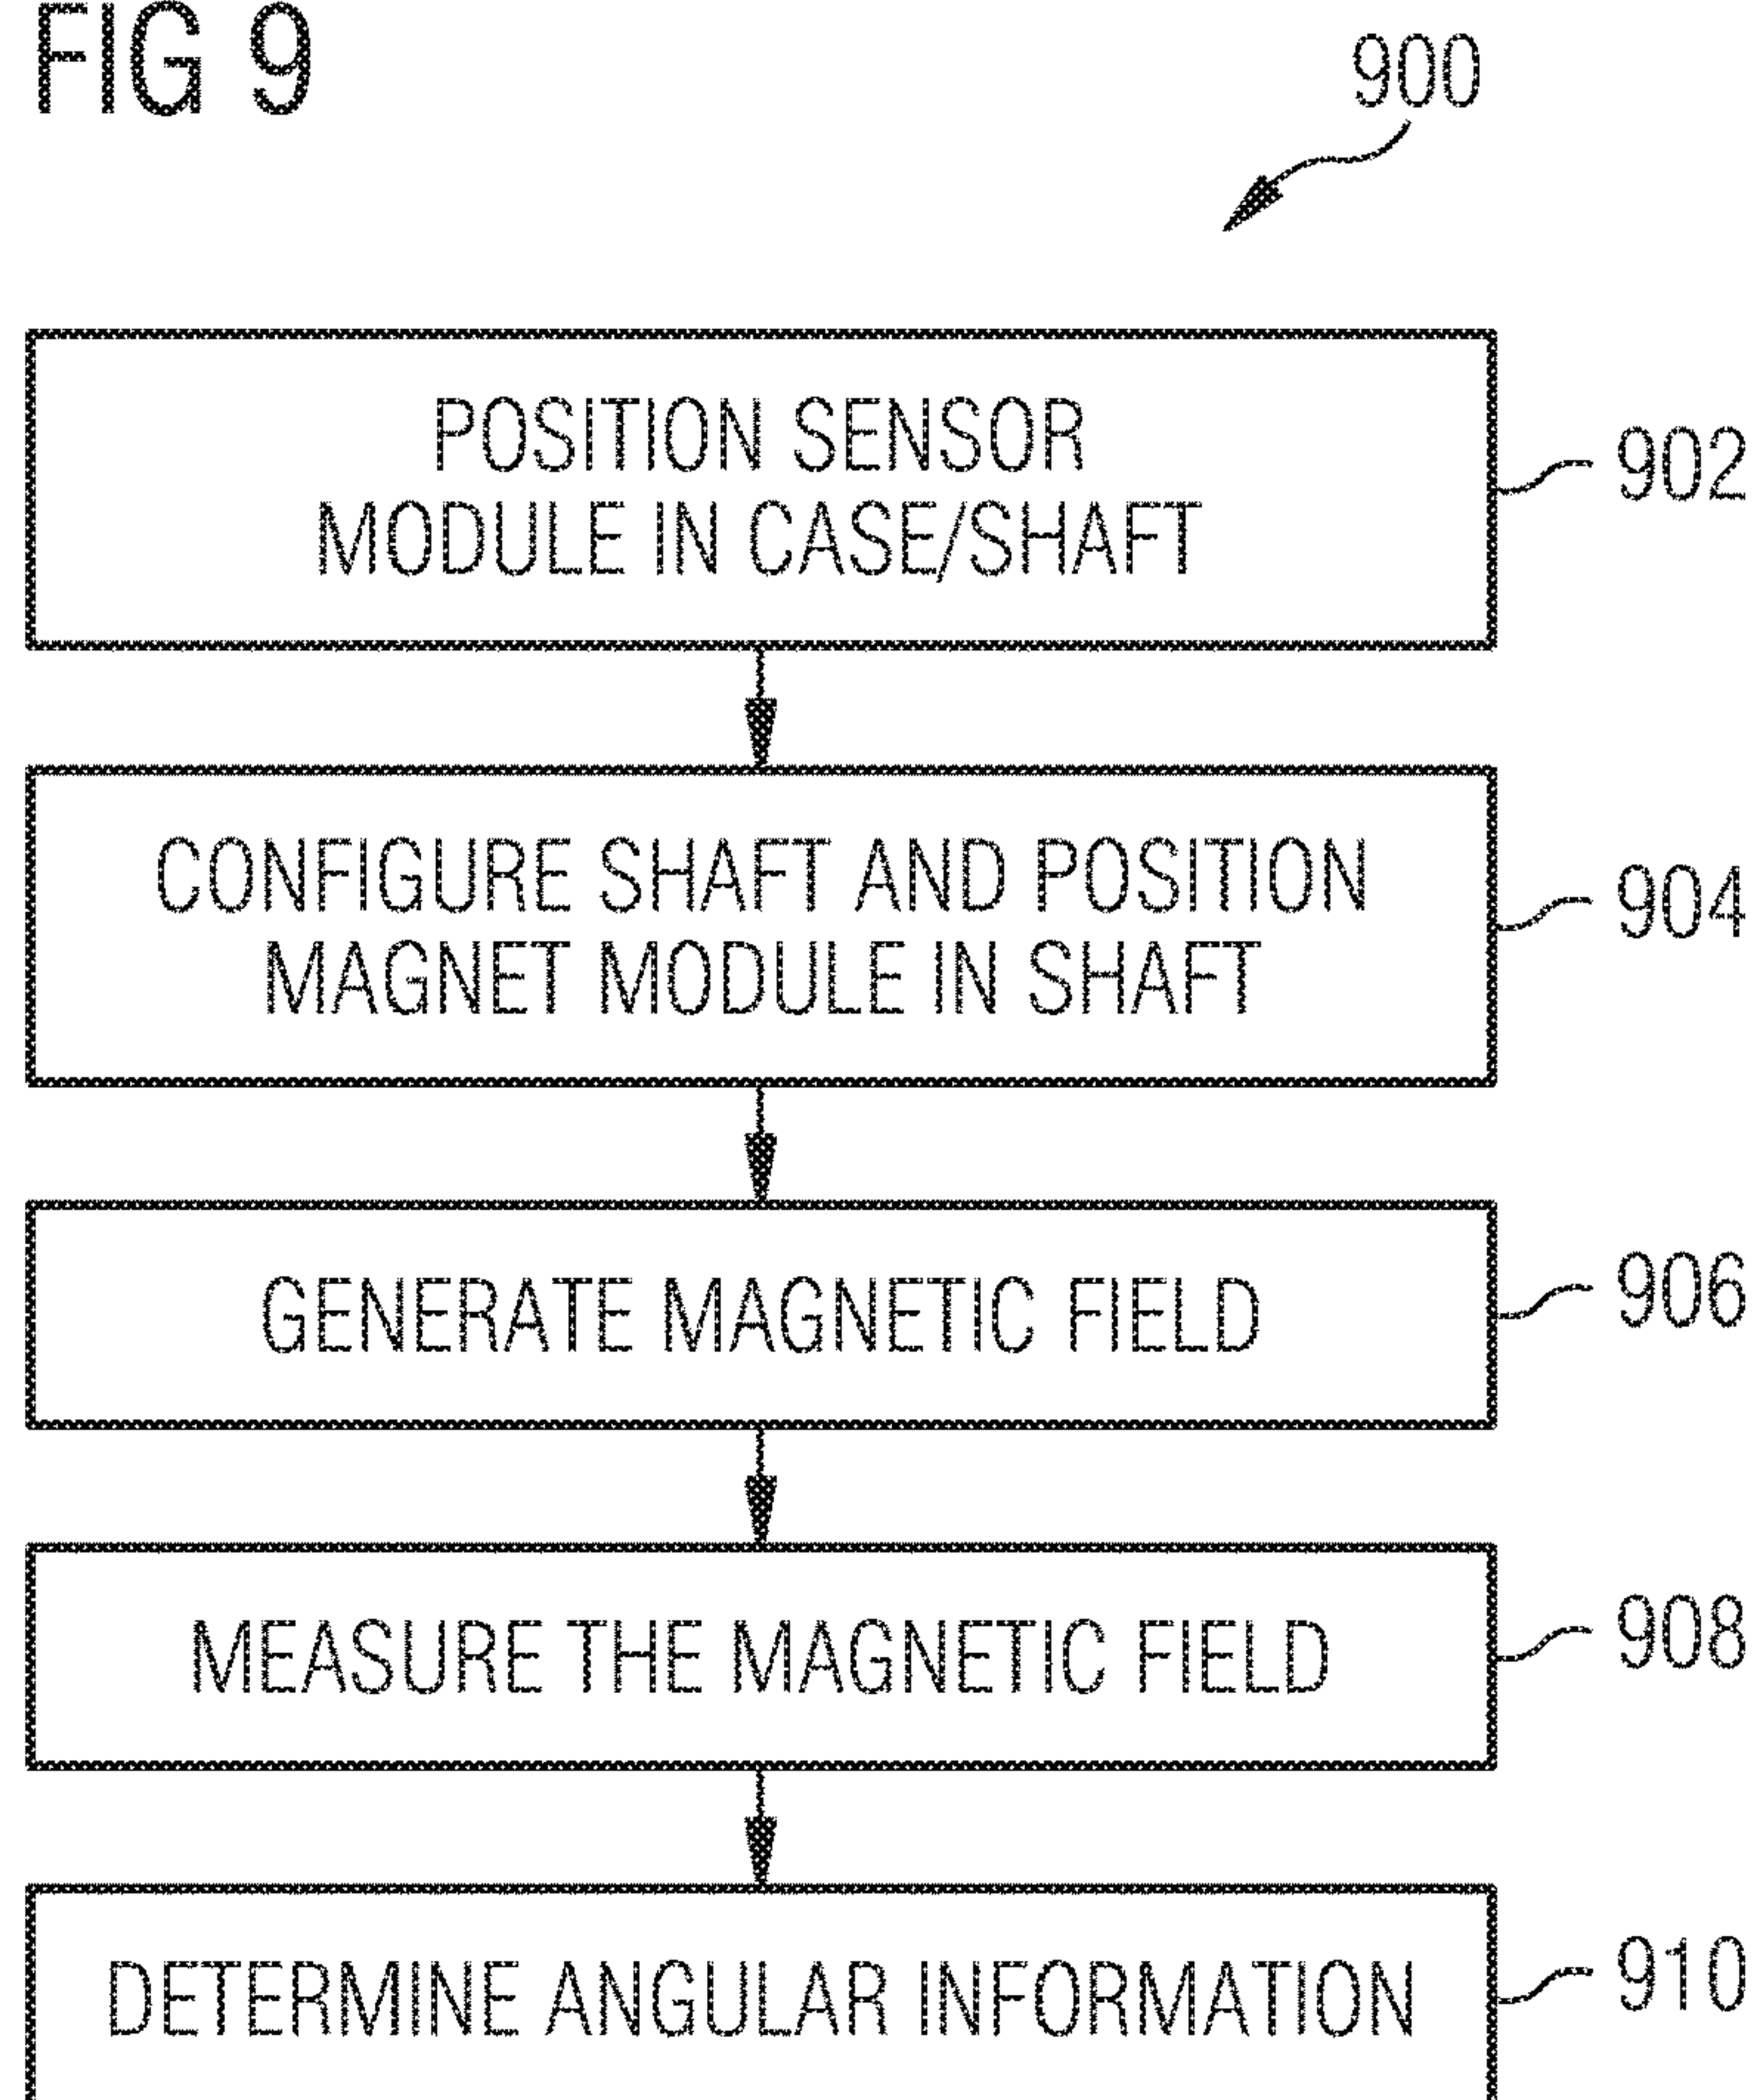 FIG 9
900
POSITION SENSOR
MODULE IN CASE/SHAFT
902
CONFIGURE SHAFT AND POSITION
MAGNET MODULE IN SHAFT
904
GENERATE MAGNETIC FIELD
906
MEASURE THE MAGNETIC FIELD
908
DETERMINE ANGULAR INFORMATION
910